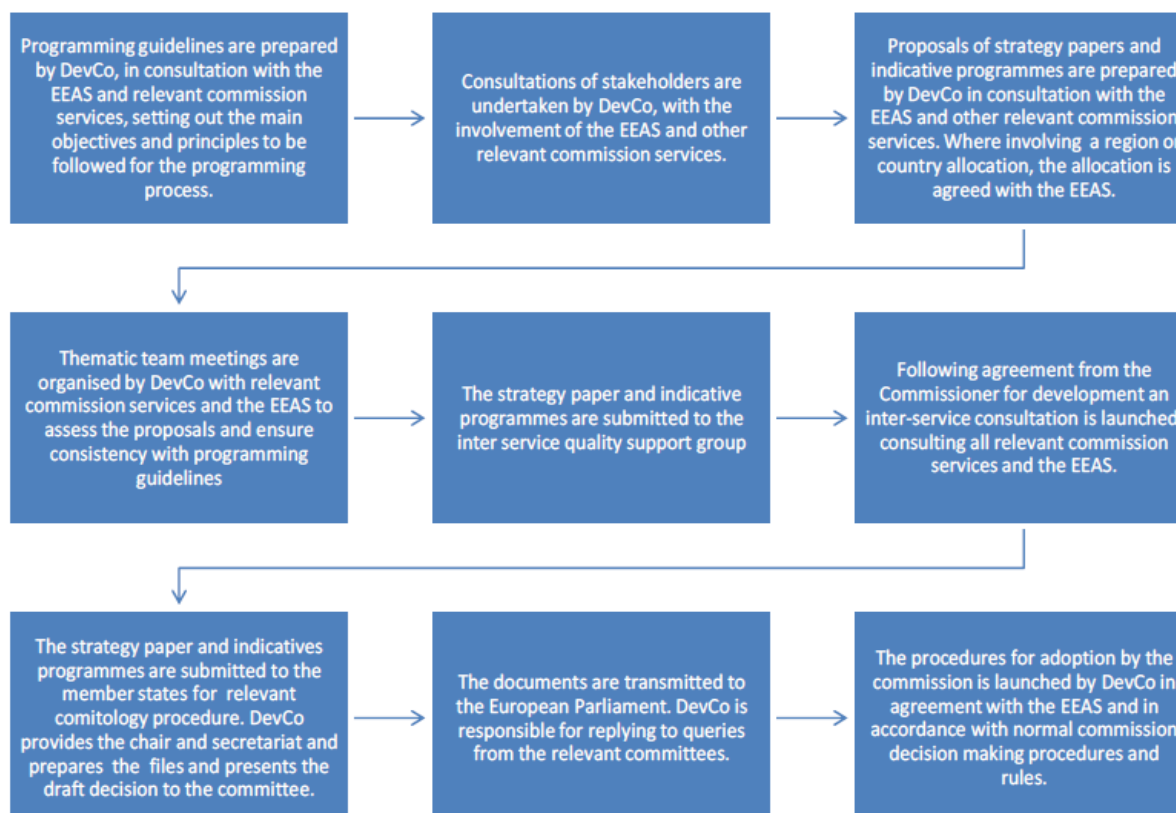 Programming guidelines are prepared
by DevCo, in consultation with the
EEAS and relevant commission
services, setting out the main
objectives and principles to be
followed for the programming
process.
Consultations of stakeholders are
undertaken by DevCo, with the
involvement of the EEAS and other
relevant commission services.
Proposals of strategy papers and
indicative programmes are prepared
by DevCo in consultation with the
EEAS and other relevant commission
services. Where involving a region or
country allocation, the allocation is
agreed with the EEAS.
Thematic team meetings are
organised by DevCo with relevant
commission services and the EEAS to
assess the proposals and ensure
consistency with programming
guidelines
The strategy paper and indicative
programmes are submitted to the
inter service quality support group
Following agreement from the
Commissioner for development an
inter-service consultation is launched,
consulting all relevant commission
services and the EEAS.
The strategy paper and indicatives
programmes are submitted to the
member states for relevant
comitology procedure. DevCo
provides the chair and secretariat and
prepares the files and presents the
draft decision to the committee.
The documents are transmitted to
the European Parliament. DevCo is
responsible for replying to queries
from the relevant committees.
The procedures for adoption by the
commission is launched by DevCo in
agreement with the EEAS and in
accordance with normal commission
decision making procedures and
rules.